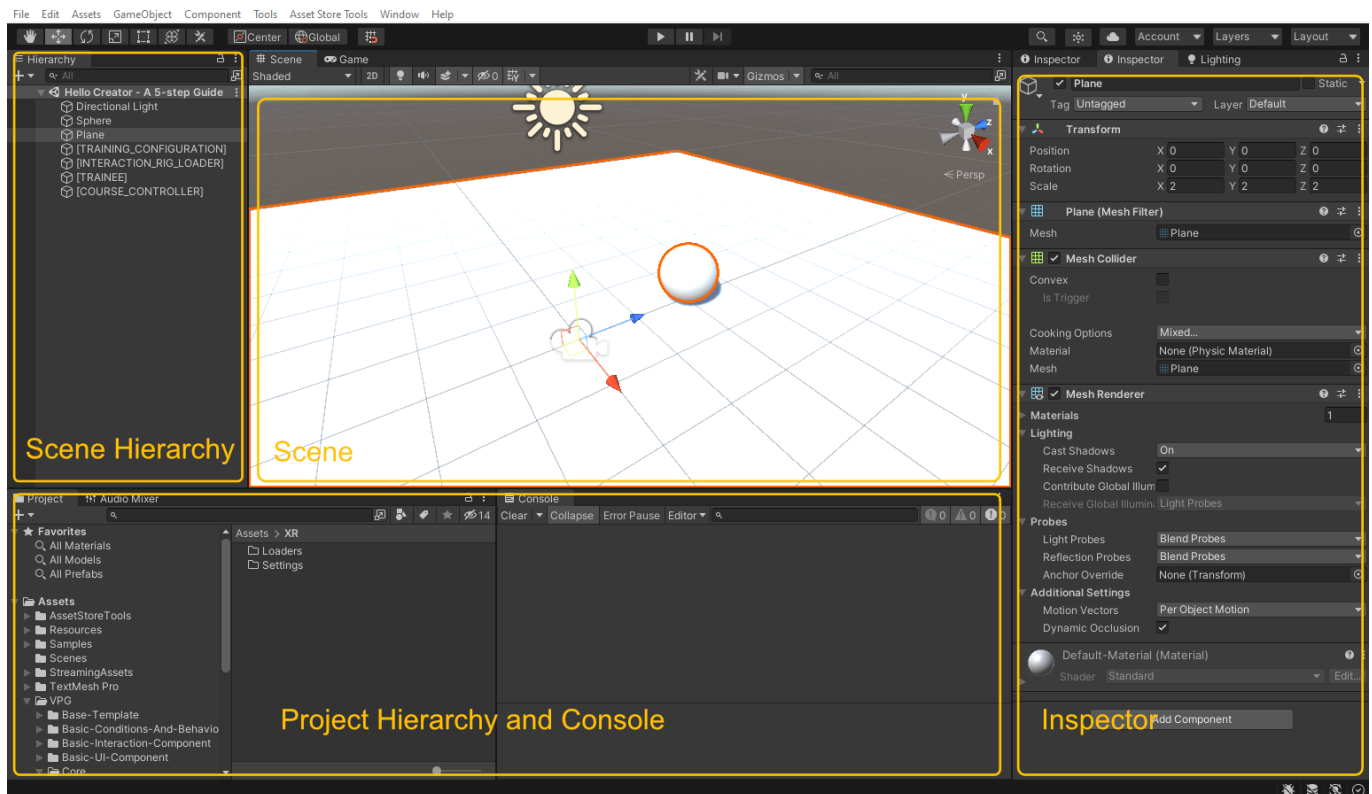 File Edit Assets GameObject Component Tools Asset Store Tools Window Help
Center Global
Account Layers Layout
Hierarchy
All
Hello Creator - A 5-step Guide
Directional Light
Sphere
Plane
[TRAINING_CONFIGURATION]
[INTERACTION_RIG_LOADER]
[TRAINEE]
[COURSE_CONTROLLER]
Scene Hierarchy
Scene Game
Shaded 2D 0 Gizmos All
y
z
x
Persp
Scene
Inspector Inspector Lighting
Plane Static
Tag Untagged Layer Default
Transform
Position X 0 Y 0 Z 0
Rotation X 0 Y 0 Z 0
Scale X 2 Y 2 Z 2
Plane (Mesh Filter)
Mesh Plane
Mesh Collider
Convex
Is Trigger
Cooking Options Mixed...
Material None (Physic Material)
Mesh Plane
Mesh Renderer
Materials 1
Lighting
Cast Shadows On
Receive Shadows
Contribute Global Illum
Receive Global Illumin. Light Probes
Probes
Light Probes Blend Probes
Reflection Probes Blend Probes
Anchor Override None (Transform)
Additional Settings
Motion Vectors Per Object Motion
Dynamic Occlusion
Default-Material (Material)
Shader Standard Edit...
Add Component
Inspector
Project Audio Mixer
14
Favorites
All Materials
All Models
All Prefabs
Assets
AssetStoreTools
Resources
Samples
Scenes
StreamingAssets
TextMesh Pro
VPG
Base-Template
Basic-Conditions-And-Behavio
Basic-Interaction-Component
Basic-UI-Component
Core
Assets > XR
Loaders
Settings
Console
Clear Collapse Error Pause Editor 0 0 0
Project Hierarchy and Console